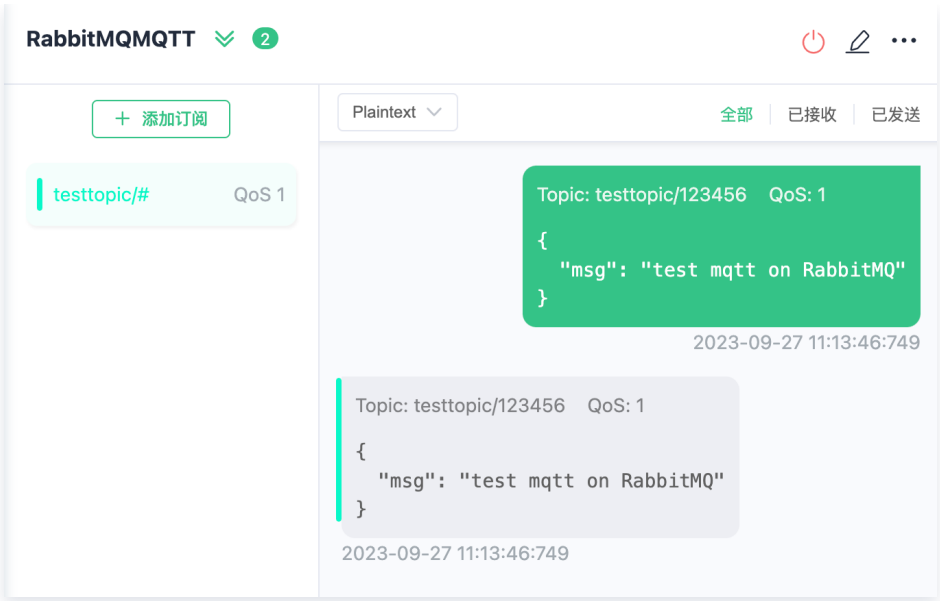 RabbitMQMQTT 2
添加订阅
testtopic/# QoS 1
Plaintext 全部 已接收 已发送
Topic: testtopic/123456 QoS: 1
{
"msg": "test mqtt on RabbitMQ"
}
2023-09-27 11:13:46:749
Topic: testtopic/123456 QoS: 1
{
"msg": "test mqtt on RabbitMQ"
}
2023-09-27 11:13:46:749